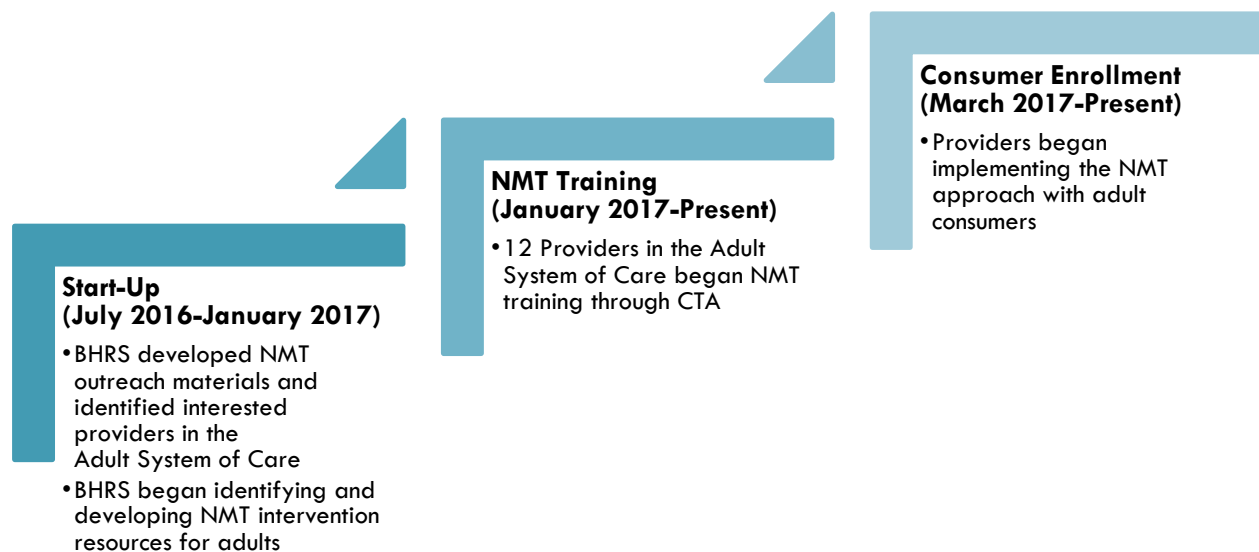 Start-Up
(July 2016-January 2017)
•BHRS developed NMT
outreach materials and
identified interested
providers in the
Adult System of Care
•BHRS began identifying and
developing NMT intervention
resources for adults
NMT Training
(January 2017-Present)
•12 Providers in the Adult
System of Care began NMT
training through CTA
Consumer Enrollment
(March 2017-Present)
•Providers began
implementing the NMT
approach with adult
consumers